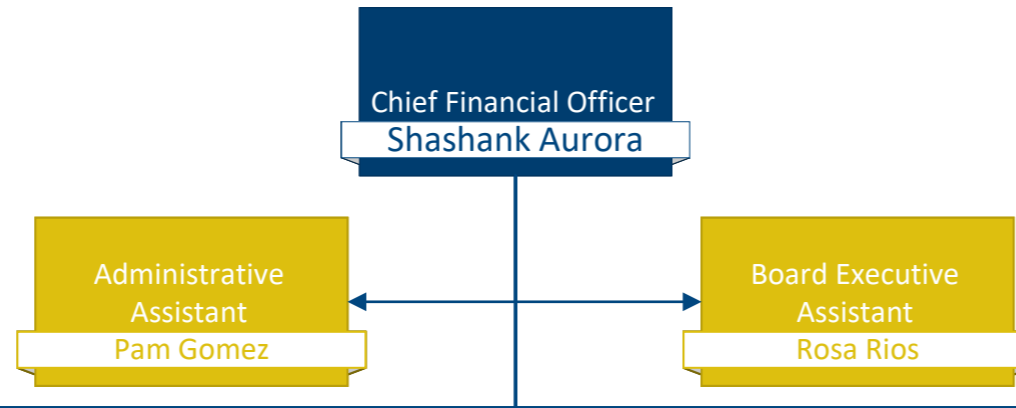 Chief Financial Officer
Shashank Aurora
Administrative
Assistant
Pam Gomez
Board Executive
Assistant
Rosa Rios